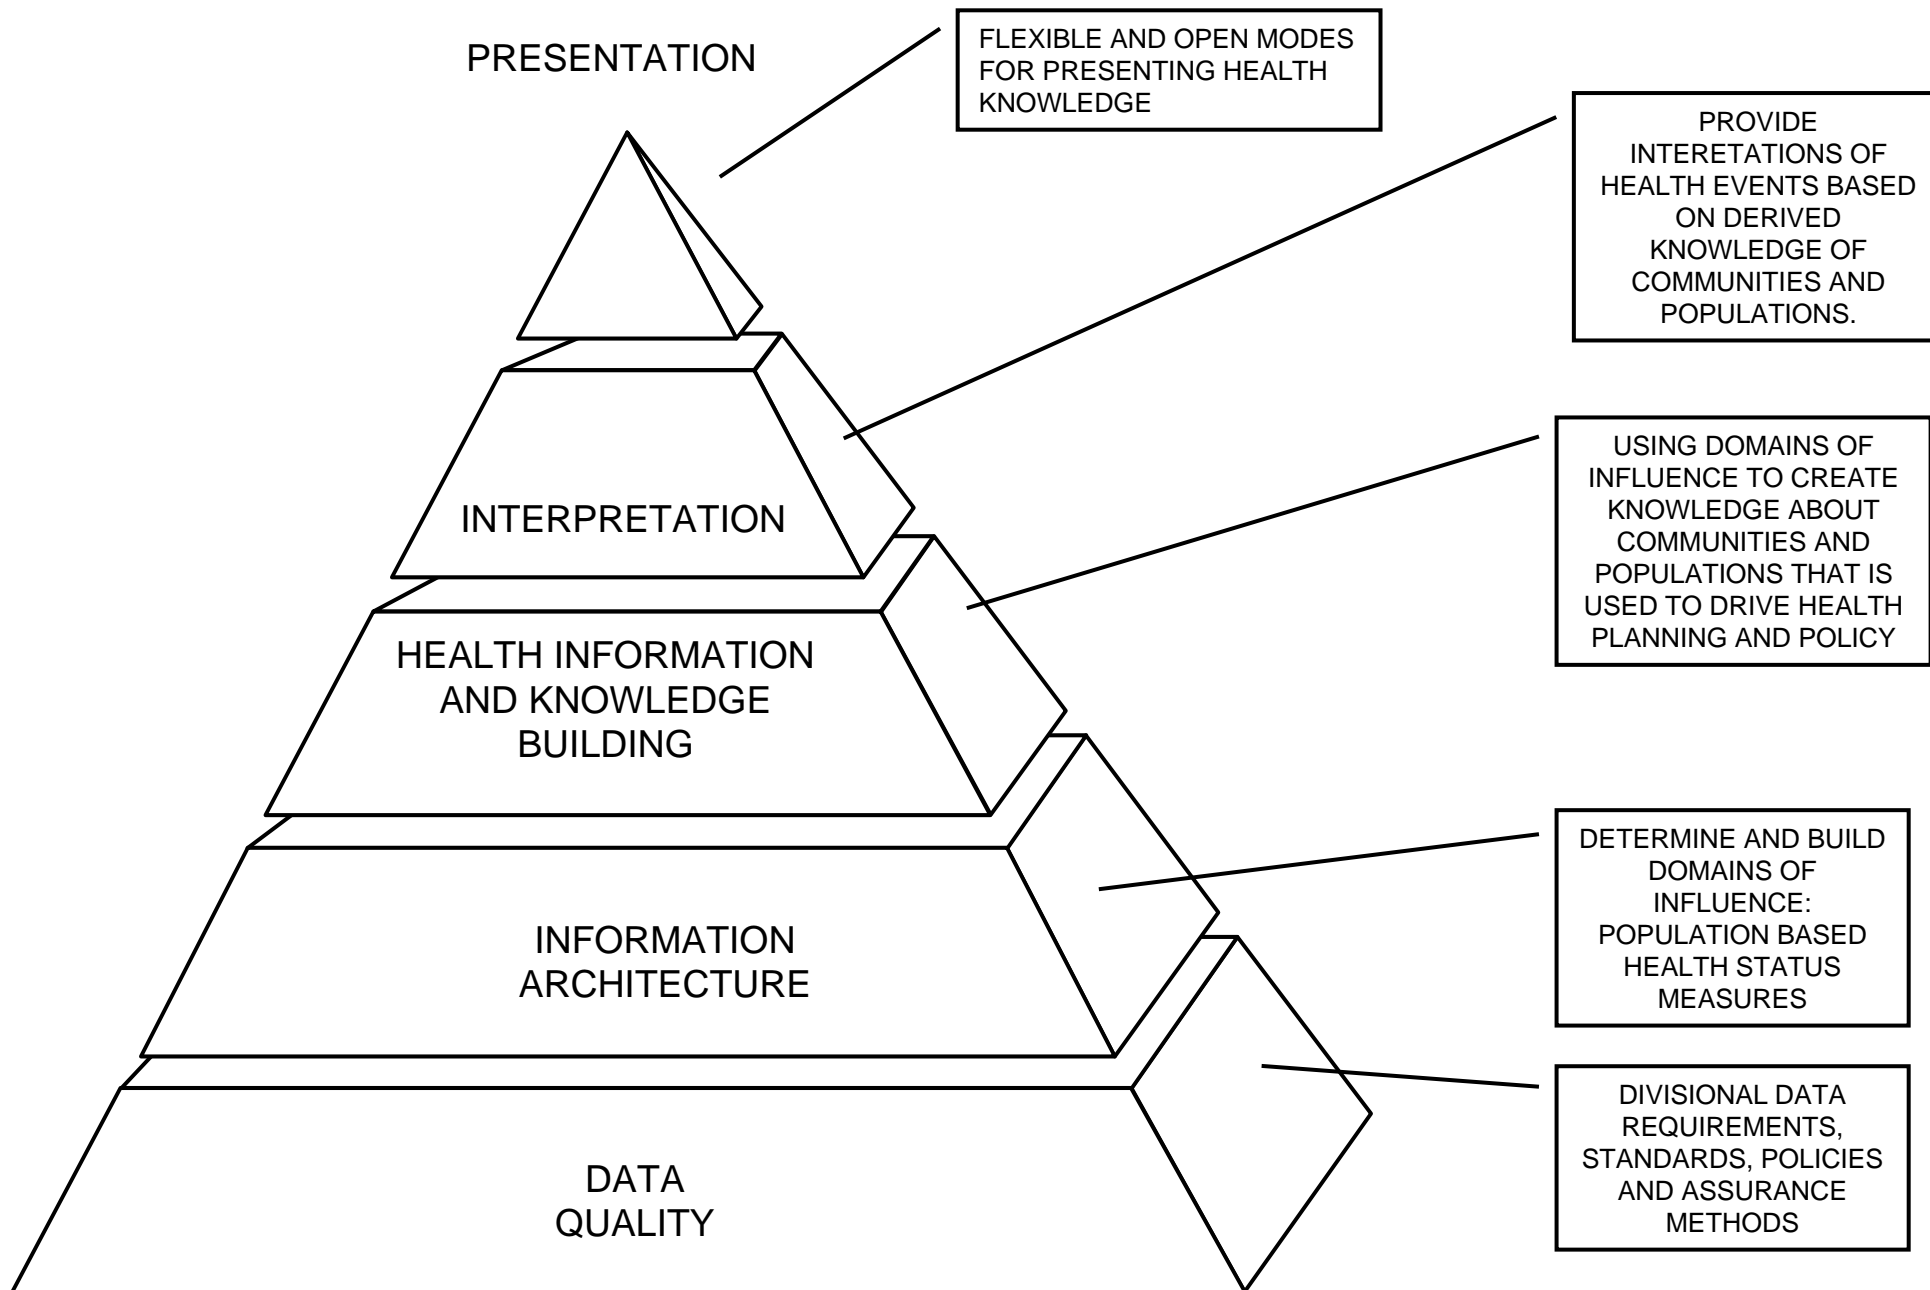 PRESENTATION
FLEXIBLE AND OPEN MODES
FOR PRESENTING HEALTH
KNOWLEDGE
PROVIDE
INTERETATIONS OF
HEALTH EVENTS BASED
ON DERIVED
KNOWLEDGE OF
COMMUNITIES AND
POPULATIONS.
INTERPRETATION
USING DOMAINS OF
INFLUENCE TO CREATE
KNOWLEDGE ABOUT
COMMUNITIES AND
POPULATIONS THAT IS
USED TO DRIVE HEALTH
PLANNING AND POLICY
HEALTH INFORMATION
AND KNOWLEDGE
BUILDING
DETERMINE AND BUILD
DOMAINS OF
INFLUENCE:
POPULATION BASED
HEALTH STATUS
MEASURES
INFORMATION
ARCHITECTURE
DIVISIONAL DATA
REQUIREMENTS,
STANDARDS, POLICIES
AND ASSURANCE
METHODS
DATA
QUALITY